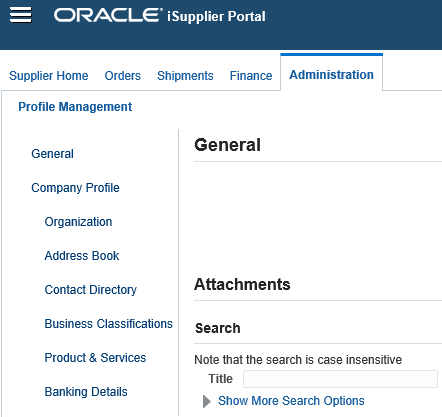 ORACLE® iSupplier Portal
Supplier Home Orders Shipments Finance Administration
Profile Management
General
Company Profile
Organization
Address Book
Contact Directory
Business Classifications
Product & Services
Banking Details
General
Attachments
Search
Note that the search is case insensitive
Title
Show More Search Options